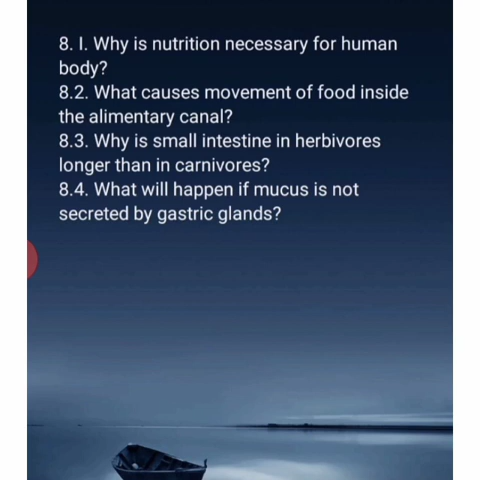 8. I. Why is nutrition necessary for human
body?
8.2. What causes movement of food inside
the alimentary canal?
8.3. Why is small intestine in herbivores
longer than in carnivores?
8.4. What will happen if mucus is not
secreted by gastric glands?